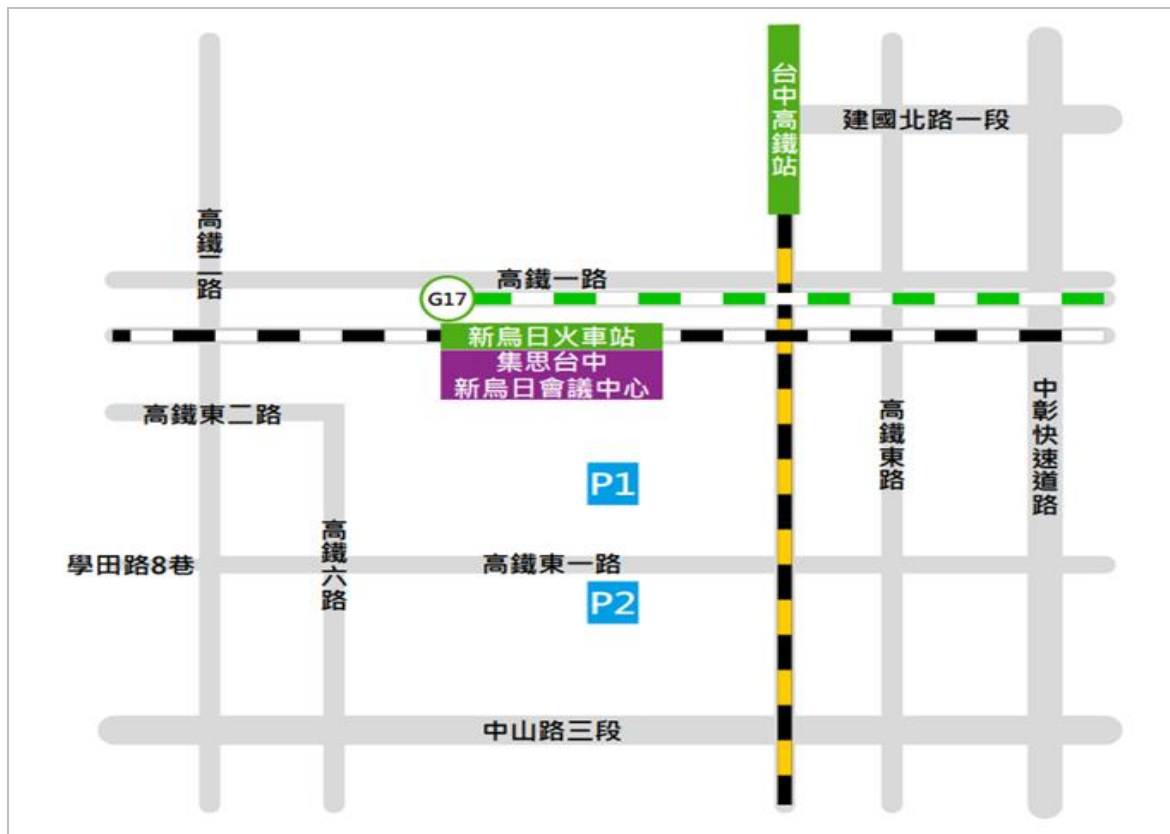 台中高鐵站
建國北路一段
高鐵二路
高鐵一路
G17
新烏日火車站
集思台中
新烏日會議中心
高鐵東二路
高鐵東路
中彰快速道路
P1
高鐵六路
學田路8巷
高鐵東一路
P2
中山路三段